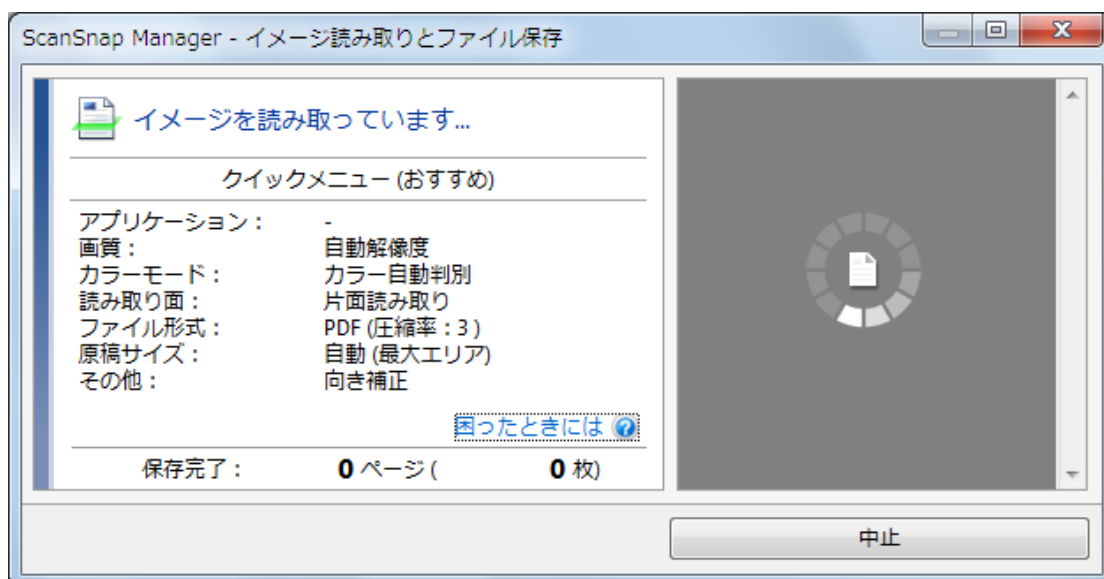 ScanSnap Manager - イメージ読み取りとファイル保存
イメージを読み取っています...
クイックメニュー (おすすめ)
アプリケーション： -
画質： 自動解像度
カラーモード： カラー自動判別
読み取り面： 片面読み取り
ファイル形式： PDF (圧縮率：3 )
原稿サイズ： 自動 (最大エリア)
その他： 向き補正
困ったときには
保存完了： 0 ページ ( 0 枚)
中止